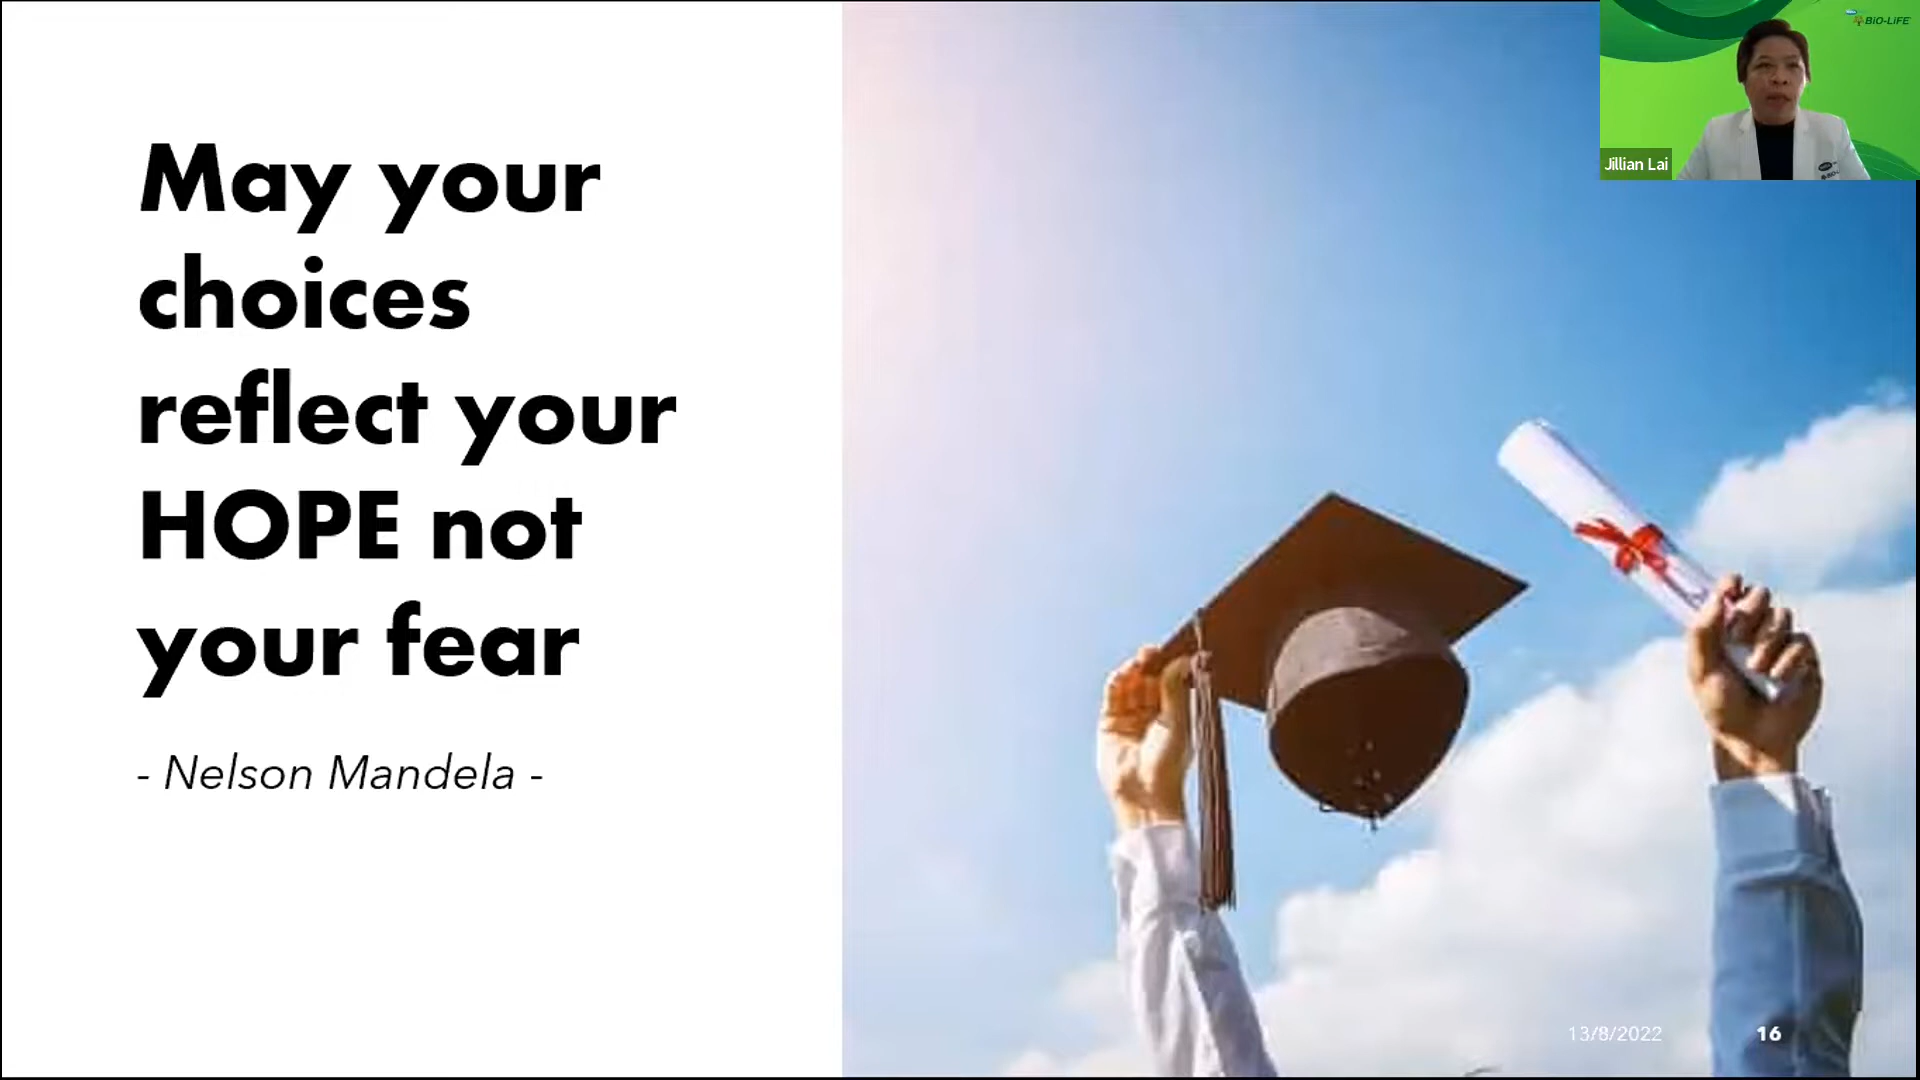 May your
choices
reflect your
HOPE not
your fear
- Nelson Mandela -
BiO-LiFE
Jillian Lai
13/8/2022
16